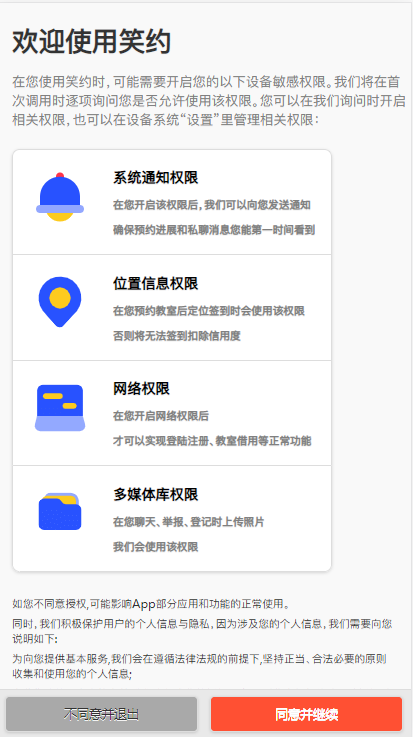 欢迎使用笑约
在您使用笑约时，可能需要开启您的以下设备敏感权限。我们将在首
次调用时逐项询问您是否允许使用该权限。您可以在我们询问时开启
相关权限，也可以在设备系统“设置”里管理相关权限：
系统通知权限
在您开启该权限后，我们可以向您发送通知
确保预约进展和私聊消息您能第一时间看到
位置信息权限
在您预约教室后定位签到时会使用该权限
否则将无法签到扣除信用度
网络权限
在您开启网络权限后
才可以实现登陆注册、教室借用等正常功能
多媒体库权限
在您聊天、举报、登记时上传照片
我们会使用该权限
如您不同意授权,可能影响App部分应用和功能的正常使用。
同时，我们积极保护用户的个人信息与隐私，因为涉及您的个人信息，我们需要向您
说明如下:
为向您提供基本服务,我们会在遵循法律法规的前提下,坚持正当、合法必要的原则
收集和使用您的个人信息;
不同意并退出
同意并继续